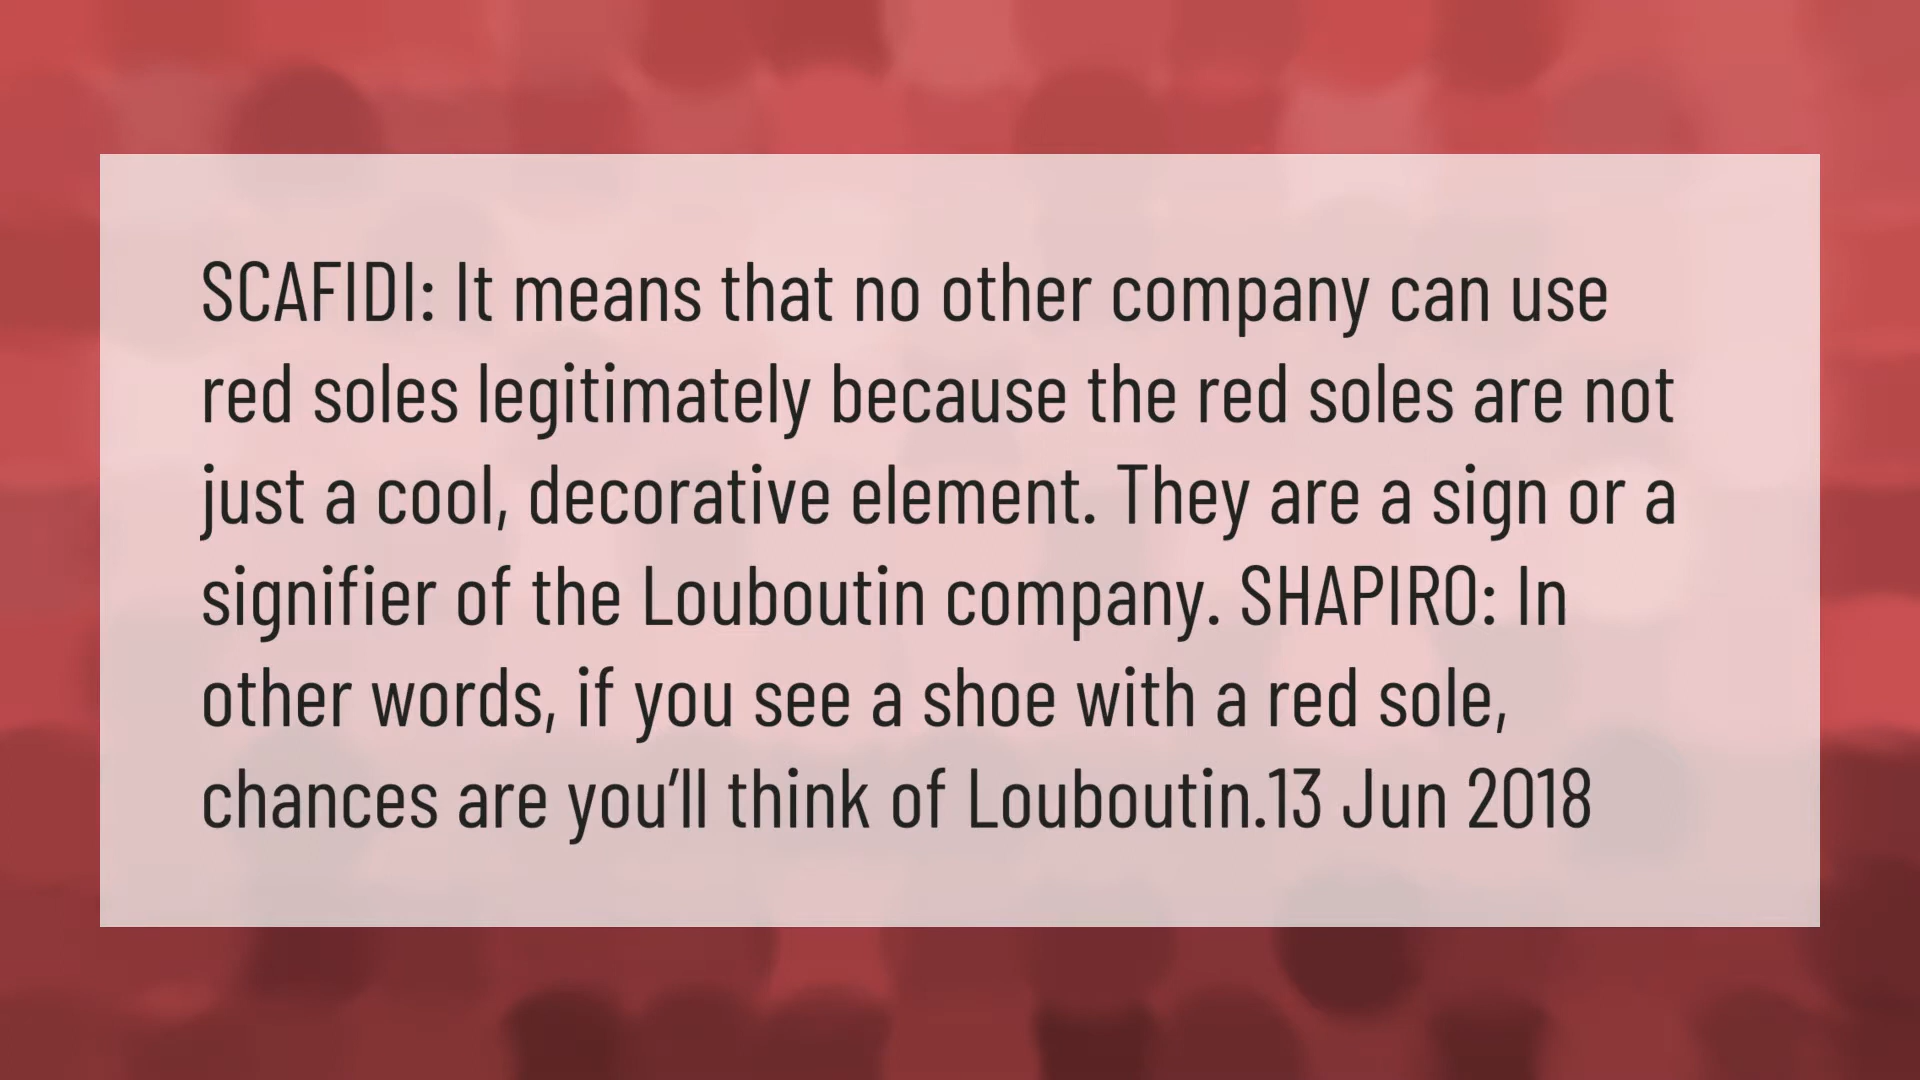 SCAFIDI: It means that no other company can use
red soles legitimately because the red soles are not
just a cool, decorative element. They are a sign or a
signifier of the Louboutin company. SHAPIRO: In
other words, if you see a shoe with a red sole,
chances are you’ll think of Louboutin.13 Jun 2018